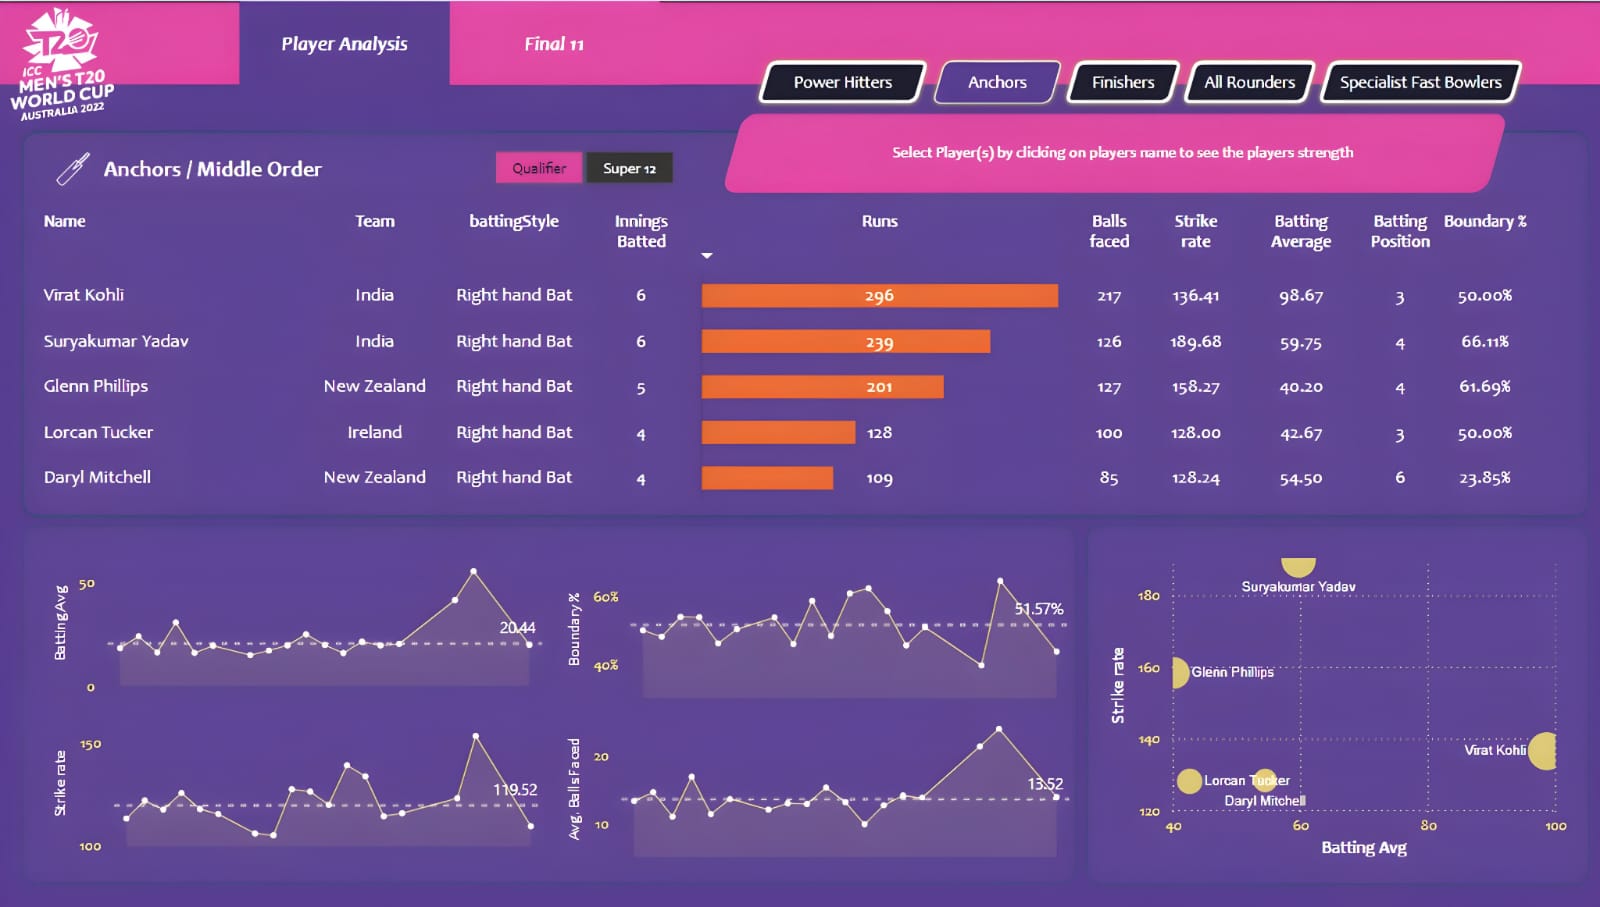 T20
ICC
MEN'S T20
WORLD CUP
AUSTRALIA 2022
Player Analysis
Final 11
Power Hitters
Anchors
Finishers
All Rounders
Specialist Fast Bowlers
Select Player(s) by clicking on players name to see the players strength
Anchors / Middle Order
Qualifier
Super 12
Name Team battingStyle Innings Batted Runs Balls faced Strike rate Batting Average Batting Position Boundary %
Virat Kohli India Right hand Bat 6 296 217 136.41 98.67 3 50.00%
Suryakumar Yadav India Right hand Bat 6 239 126 189.68 59.75 4 66.11%
Glenn Phillips New Zealand Right hand Bat 5 201 127 158.27 40.20 4 61.69%
Lorcan Tucker Ireland Right hand Bat 4 128 100 128.00 42.67 3 50.00%
Daryl Mitchell New Zealand Right hand Bat 4 109 85 128.24 54.50 6 23.85%
Batting Avg
50
0
20.44
Boundary %
60%
40%
51.57%
Strike rate
150
100
119.52
Avg. Balls Faced
20
10
13.52
Strike rate
180
160
140
120
Suryakumar Yadav
Glenn Phillips
Virat Kohli
Lorcan Tucker
Daryl Mitchell
40 60 80 100
Batting Avg